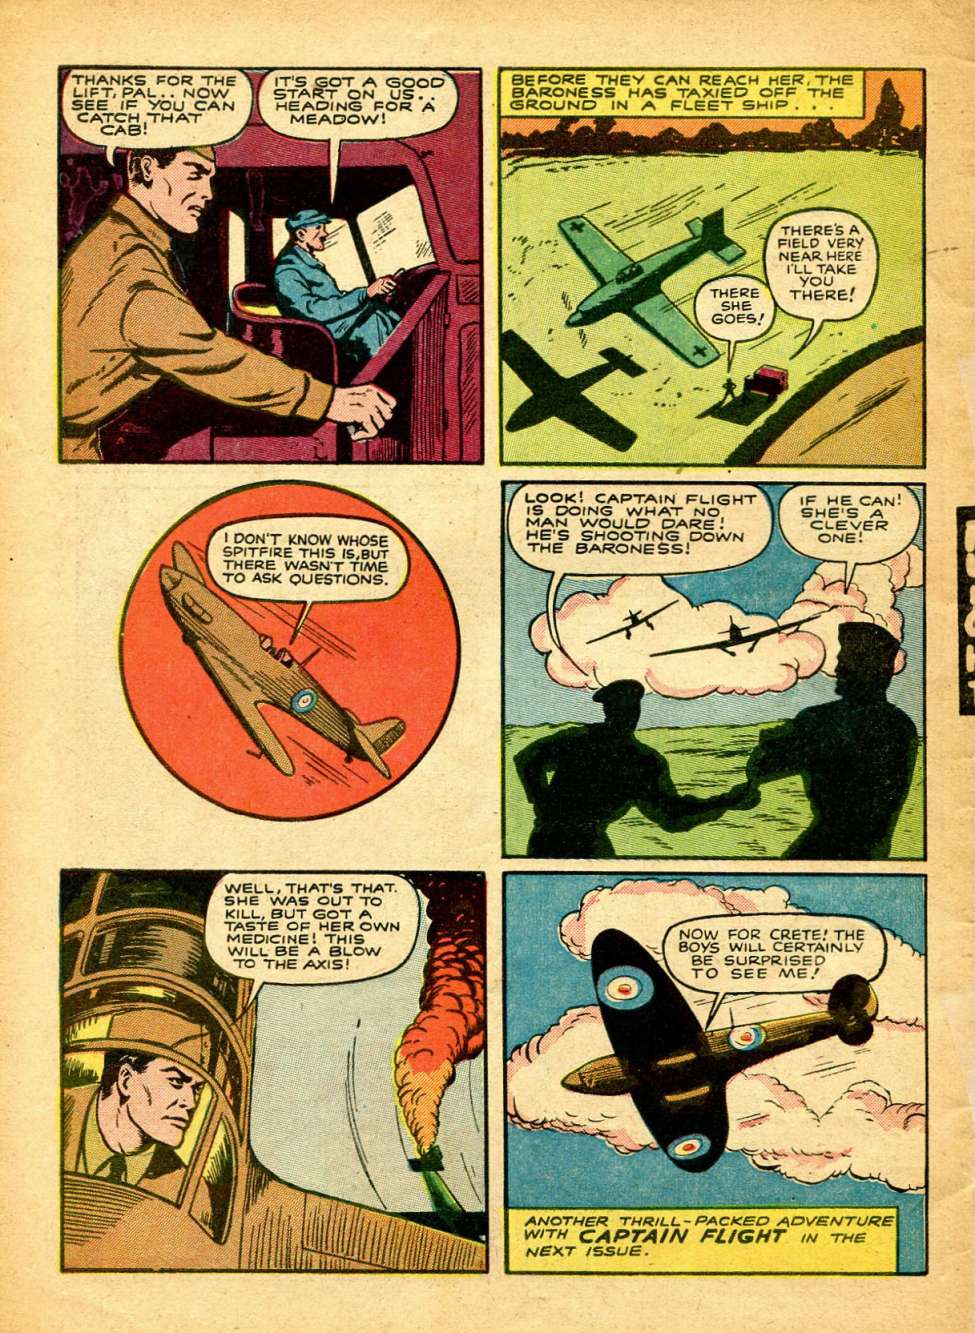 THANKS FOR THE
LIFT, PAL.. NOW
SEE IF YOU CAN
CATCH THAT
CAB!
IT'S GOT A GOOD
START ON US..
HEADING FOR A
MEADOW!
BEFORE THEY CAN REACH HER, THE
BARONESS HAS TAXIED OFF THE
GROUND IN A FLEET SHIP...
THERE
SHE
GOES!
THERE'S A
FIELD VERY
NEAR HERE
I'LL TAKE
YOU
THERE!
I DON'T KNOW WHOSE
SPITFIRE THIS IS, BUT
THERE WASN'T TIME
TO ASK QUESTIONS.
LOOK! CAPTAIN FLIGHT
IS DOING WHAT NO
MAN WOULD DARE!
HE'S SHOOTING DOWN
THE BARONESS!
IF HE CAN!
SHE'S A
CLEVER
ONE!
WELL, THAT'S THAT.
SHE WAS OUT TO
KILL, BUT GOT A
TASTE OF HER OWN
MEDICINE! THIS
WILL BE A BLOW
TO THE AXIS!
NOW FOR CRETE! THE
BOYS WILL CERTAINLY
BE SURPRISED
TO SEE ME!
ANOTHER THRILL-PACKED ADVENTURE
WITH CAPTAIN FLIGHT IN THE
NEXT ISSUE.